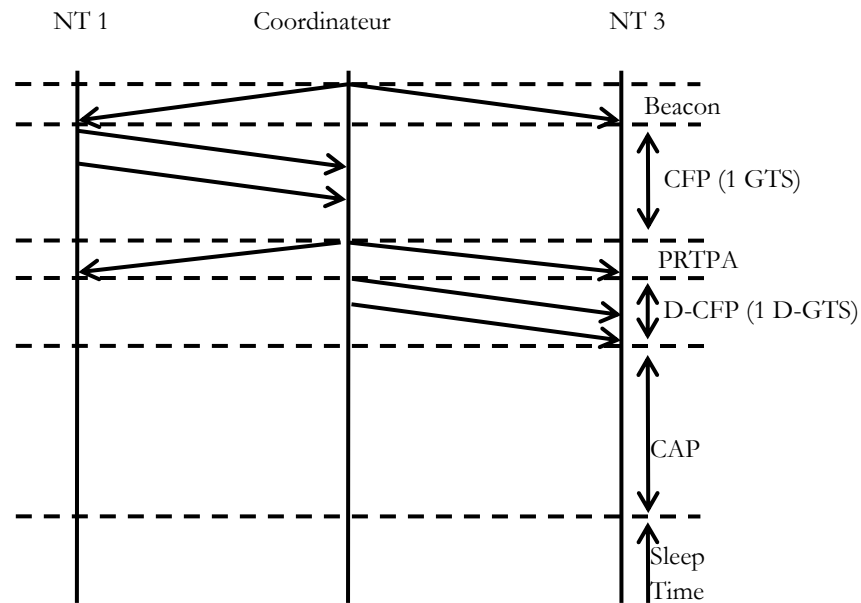 NT 1
Coordinateur
NT 3
Beacon
CFP (1 GTS)
PRTPA
D-CFP (1 D-GTS)
CAP
Sleep
Time